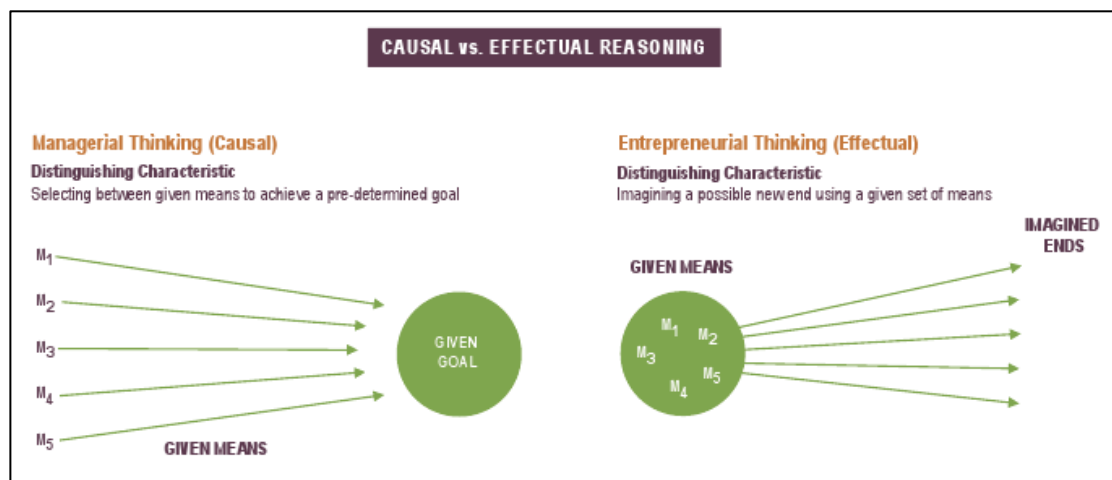 CAUSAL vs. EFFECTUAL REASONING
Managerial Thinking (Causal)
Distinguishing Characteristic
Selecting between given means to achieve a pre-determined goal
M1
M2
M3
M4
M5
GIVEN MEANS
GIVEN
GOAL
Entrepreneurial Thinking (Effectual)
Distinguishing Characteristic
Imagining a possible new end using a given set of means
GIVEN MEANS
M1
M2
M3
M5
M4
IMAGINED
ENDS